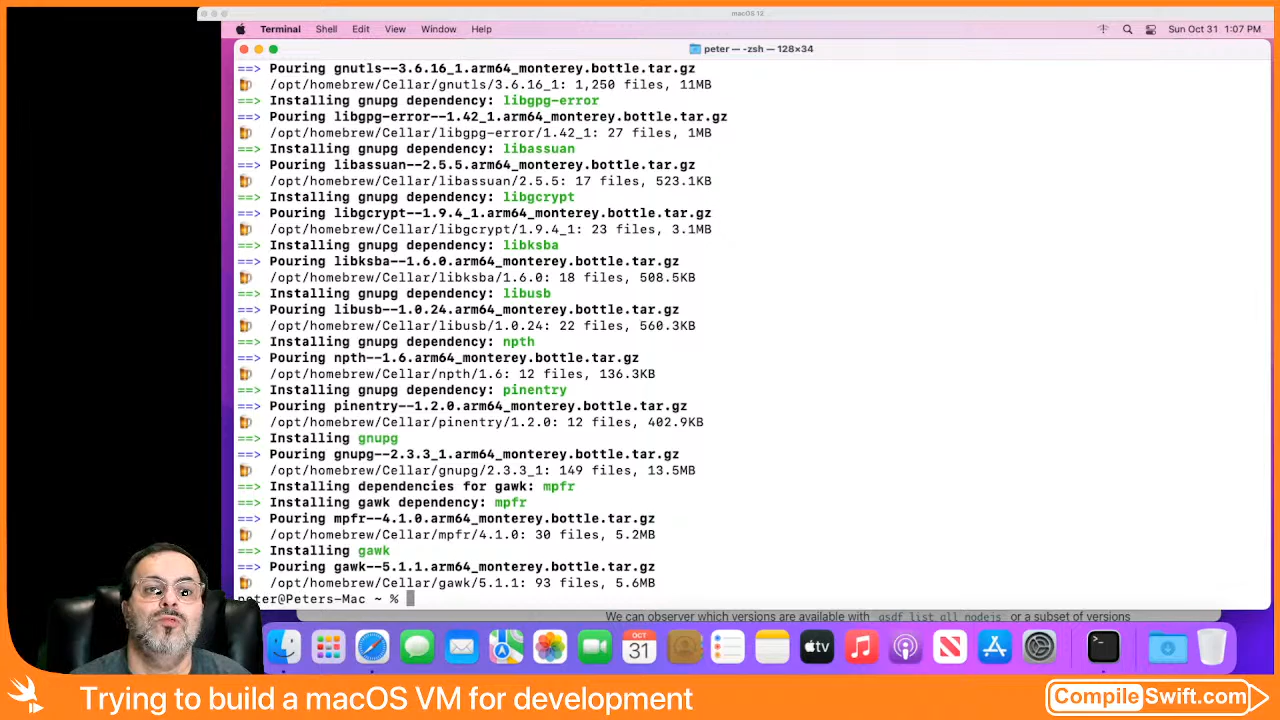 macOS 12
Terminal Shell Edit View Window Help Sun Oct 31 1:07 PM
peter — -zsh — 128×34
==> Pouring gnutls--3.6.16_1.arm64_monterey.bottle.tar.gz
/opt/homebrew/Cellar/gnutls/3.6.16_1: 1,250 files, 11MB
==> Installing gnupg dependency: libgpg-error
==> Pouring libgpg-error--1.42_1.arm64_monterey.bottle.tar.gz
/opt/homebrew/Cellar/libgpg-error/1.42_1: 27 files, 1MB
==> Installing gnupg dependency: libassuan
==> Pouring libassuan--2.5.5.arm64_monterey.bottle.tar.gz
/opt/homebrew/Cellar/libassuan/2.5.5: 17 files, 523.1KB
==> Installing gnupg dependency: libgcrypt
==> Pouring libgcrypt--1.9.4_1.arm64_monterey.bottle.tar.gz
/opt/homebrew/Cellar/libgcrypt/1.9.4_1: 23 files, 3.1MB
==> Installing gnupg dependency: libksba
==> Pouring libksba--1.6.0.arm64_monterey.bottle.tar.gz
/opt/homebrew/Cellar/libksba/1.6.0: 18 files, 508.5KB
==> Installing gnupg dependency: libusb
==> Pouring libusb--1.0.24.arm64_monterey.bottle.tar.gz
/opt/homebrew/Cellar/libusb/1.0.24: 22 files, 560.3KB
==> Installing gnupg dependency: npth
==> Pouring npth--1.6.arm64_monterey.bottle.tar.gz
/opt/homebrew/Cellar/npth/1.6: 12 files, 136.3KB
==> Installing gnupg dependency: pinentry
==> Pouring pinentry--1.2.0.arm64_monterey.bottle.tar.gz
/opt/homebrew/Cellar/pinentry/1.2.0: 12 files, 402.9KB
==> Installing gnupg
==> Pouring gnupg--2.3.3_1.arm64_monterey.bottle.tar.gz
/opt/homebrew/Cellar/gnupg/2.3.3_1: 149 files, 13.5MB
==> Installing dependencies for gawk: mpfr
==> Installing gawk dependency: mpfr
==> Pouring mpfr--4.1.0.arm64_monterey.bottle.tar.gz
/opt/homebrew/Cellar/mpfr/4.1.0: 30 files, 5.2MB
==> Installing gawk
==> Pouring gawk--5.1.1.arm64_monterey.bottle.tar.gz
/opt/homebrew/Cellar/gawk/5.1.1: 93 files, 5.6MB
peter@Peters-Mac ~ %
We can observer which versions are available with asdf list all nodejs or a subset of versions
OCT
31
tv
>_
Trying to build a macOS VM for development
CompileSwift.com